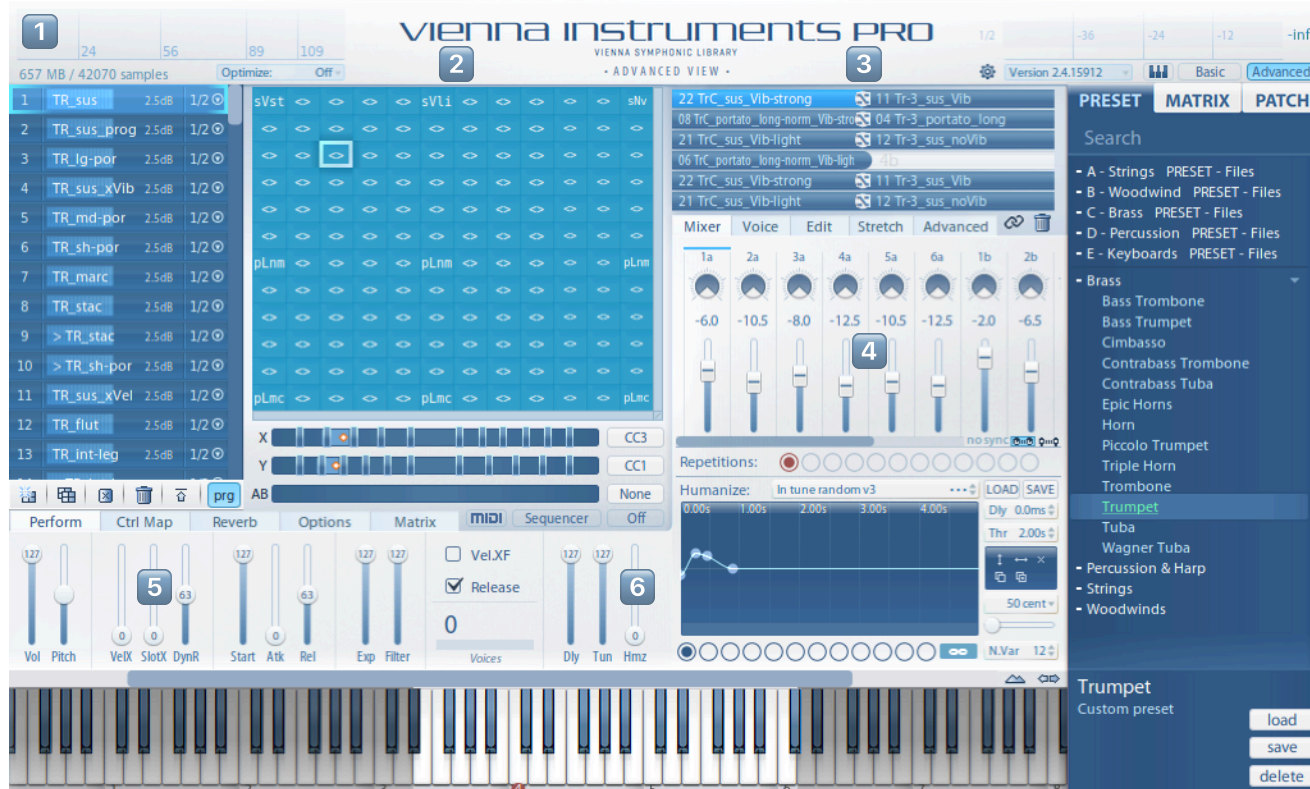 1
24 56 89 109
657 MB / 42070 samples
Optimize: Off
vienna instruments PRO
VIENNA SYMPHONIC LIBRARY
- ADVANCED VIEW -
2
3
1/2 -36 -24 -12 -inf
Version 2.4.15912 Basic Advanced
1 TR_sus 2.5dB 1/2
2 TR_sus_prog 2.5dB 1/2
3 TR_lg-por 2.5dB 1/2
4 TR_sus_xVib 2.5dB 1/2
5 TR_md-por 2.5dB 1/2
6 TR_sh-por 2.5dB 1/2
7 TR_marc 2.5dB 1/2
8 TR_stac 2.5dB 1/2
9 > TR_stac 2.5dB 1/2
10 > TR_sh-por 2.5dB 1/2
11 TR_sus_xVel 2.5dB 1/2
12 TR_flut 2.5dB 1/2
13 TR_int-leg 2.5dB 1/2
prg
sVst <> <> <> <> sVli <> <> <> <> <> sNv
<> <> <> <> <> <> <> <> <> <> <> <>
<> <> <> <> <> <> <> <> <> <> <> <>
<> <> <> <> <> <> <> <> <> <> <> <>
<> <> <> <> <> <> <> <> <> <> <> <>
<> <> <> <> <> <> <> <> <> <> <> <>
pLnm <> <> <> <> pLnm <> <> <> <> <> pLnm
<> <> <> <> <> <> <> <> <> <> <> <>
<> <> <> <> <> <> <> <> <> <> <> <>
<> <> <> <> <> <> <> <> <> <> <> <>
<> <> <> <> <> <> <> <> <> <> <> <>
pLmc <> <> <> <> pLmc <> <> <> <> <> pLmc
X CC3
Y CC1
AB None
22 TrC_sus_Vib-strong 11 Tr-3_sus_Vib
08 TrC_portato_long-norm_Vib-stro 04 Tr-3_portato_long
21 TrC_sus_Vib-light 12 Tr-3_sus_noVib
06 TrC_portato_long-norm_Vib-ligh 4b
22 TrC_sus_Vib-strong 11 Tr-3_sus_Vib
21 TrC_sus_Vib-light 12 Tr-3_sus_noVib
Mixer Voice Edit Stretch Advanced
1a 2a 3a 4a 5a 6a 1b 2b
-6.0 -10.5 -8.0 -12.5 -10.5 -12.5 -2.0 -6.5
4
no sync
Repetitions:
Humanize: In tune random v3 LOAD SAVE
0.00s 1.00s 2.00s 3.00s 4.00s
Dly 0.0ms
Thr 2.00s
50 cent
N.Var 12
Perform Ctrl Map Reverb Options Matrix MIDI Sequencer Off
127 127 127 127 127 127
Vel.XF
Release
5
63
63
6
0 0 0 0
0
Voices
Vol Pitch VelX SlotX DynR Start Atk Rel Exp Filter Dly Tun Hmz
1 2 3 4 5 6 7 8
PRESET MATRIX PATCH
Search
- A - Strings PRESET - Files
- B - Woodwind PRESET - Files
- C - Brass PRESET - Files
- D - Percussion PRESET - Files
- E - Keyboards PRESET - Files
- Brass
Bass Trombone
Bass Trumpet
Cimbasso
Contrabass Trombone
Contrabass Tuba
Epic Horns
Horn
Piccolo Trumpet
Triple Horn
Trombone
Trumpet
Tuba
Wagner Tuba
- Percussion & Harp
- Strings
- Woodwinds
Trumpet
Custom preset
load
save
delete